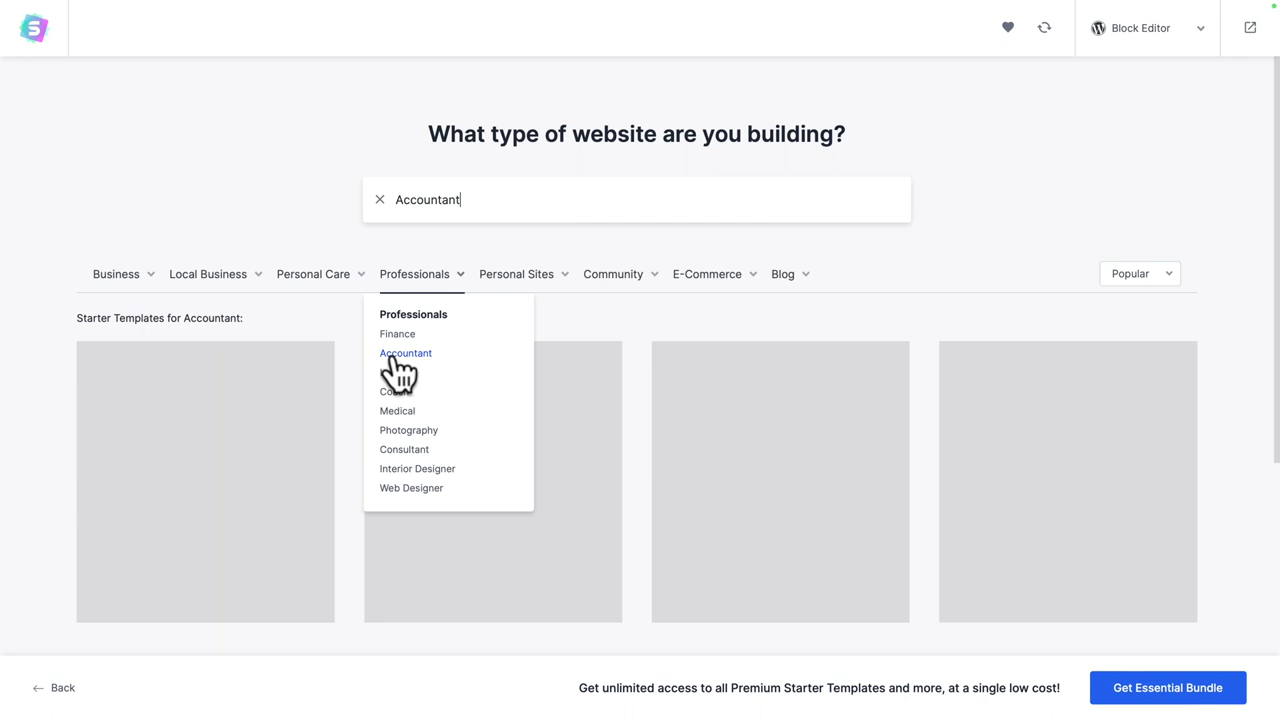 Block Editor
What type of website are you building?
Accountant
Business Local Business Personal Care Professionals Personal Sites Community E-Commerce Blog Popular
Starter Templates for Accountant:
Professionals
Finance
Accountant
Medical
Photography
Consultant
Interior Designer
Web Designer
Back
Get unlimited access to all Premium Starter Templates and more, at a single low cost!
Get Essential Bundle